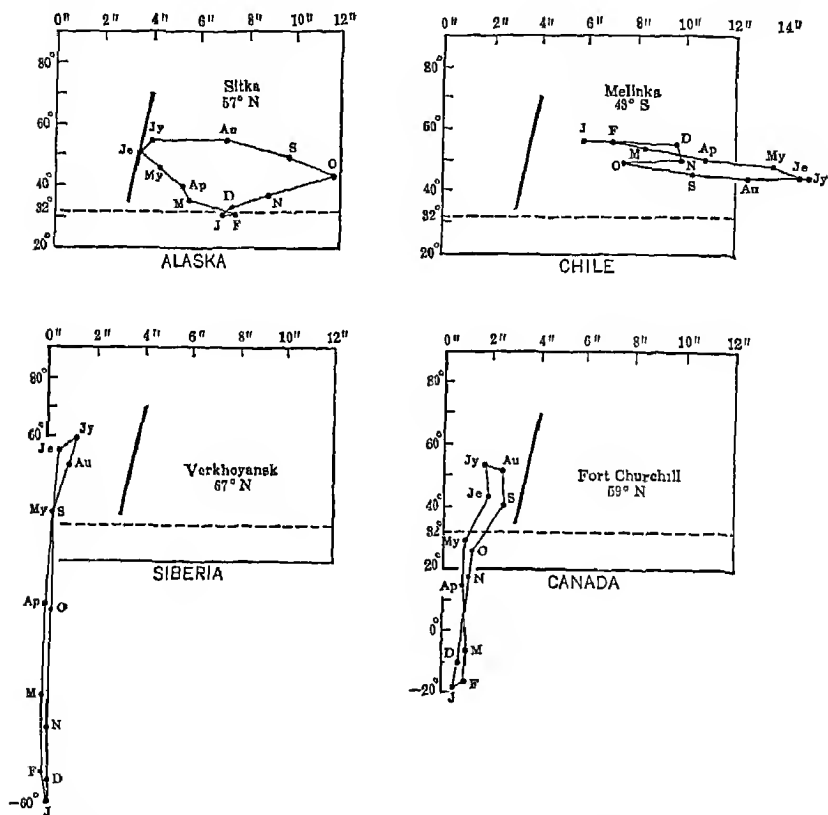 0" 2" 4" 6" 8" 10" 12"
80°
60°
50°
40°
32°
20°
Sitka
57° N
Jy
Au
S
O
Je
My
Ap
M
D
N
J
F
ALASKA
0" 2" 4" 6" 8" 10" 12" 14"
80°
60°
50°
40°
32°
20°
Melinka
43° S
J
F
M
D
Ap
O
N
My
Je
S
Au
Jy
CHILE
0" 2" 4" 6" 8" 10" 12"
80°
60°
Jy
Je
Au
Verkhoyansk
67° N
My
S
SIBERIA
Ap
O
M
N
F
D
-60°
J
0" 2" 4" 6" 8" 10" 12"
80°
60°
40°
32°
20°
Jy
Au
Fort Churchill
59° N
Je
S
My
O
Ap
N
CANADA
0°
D
M
F
-20°
J